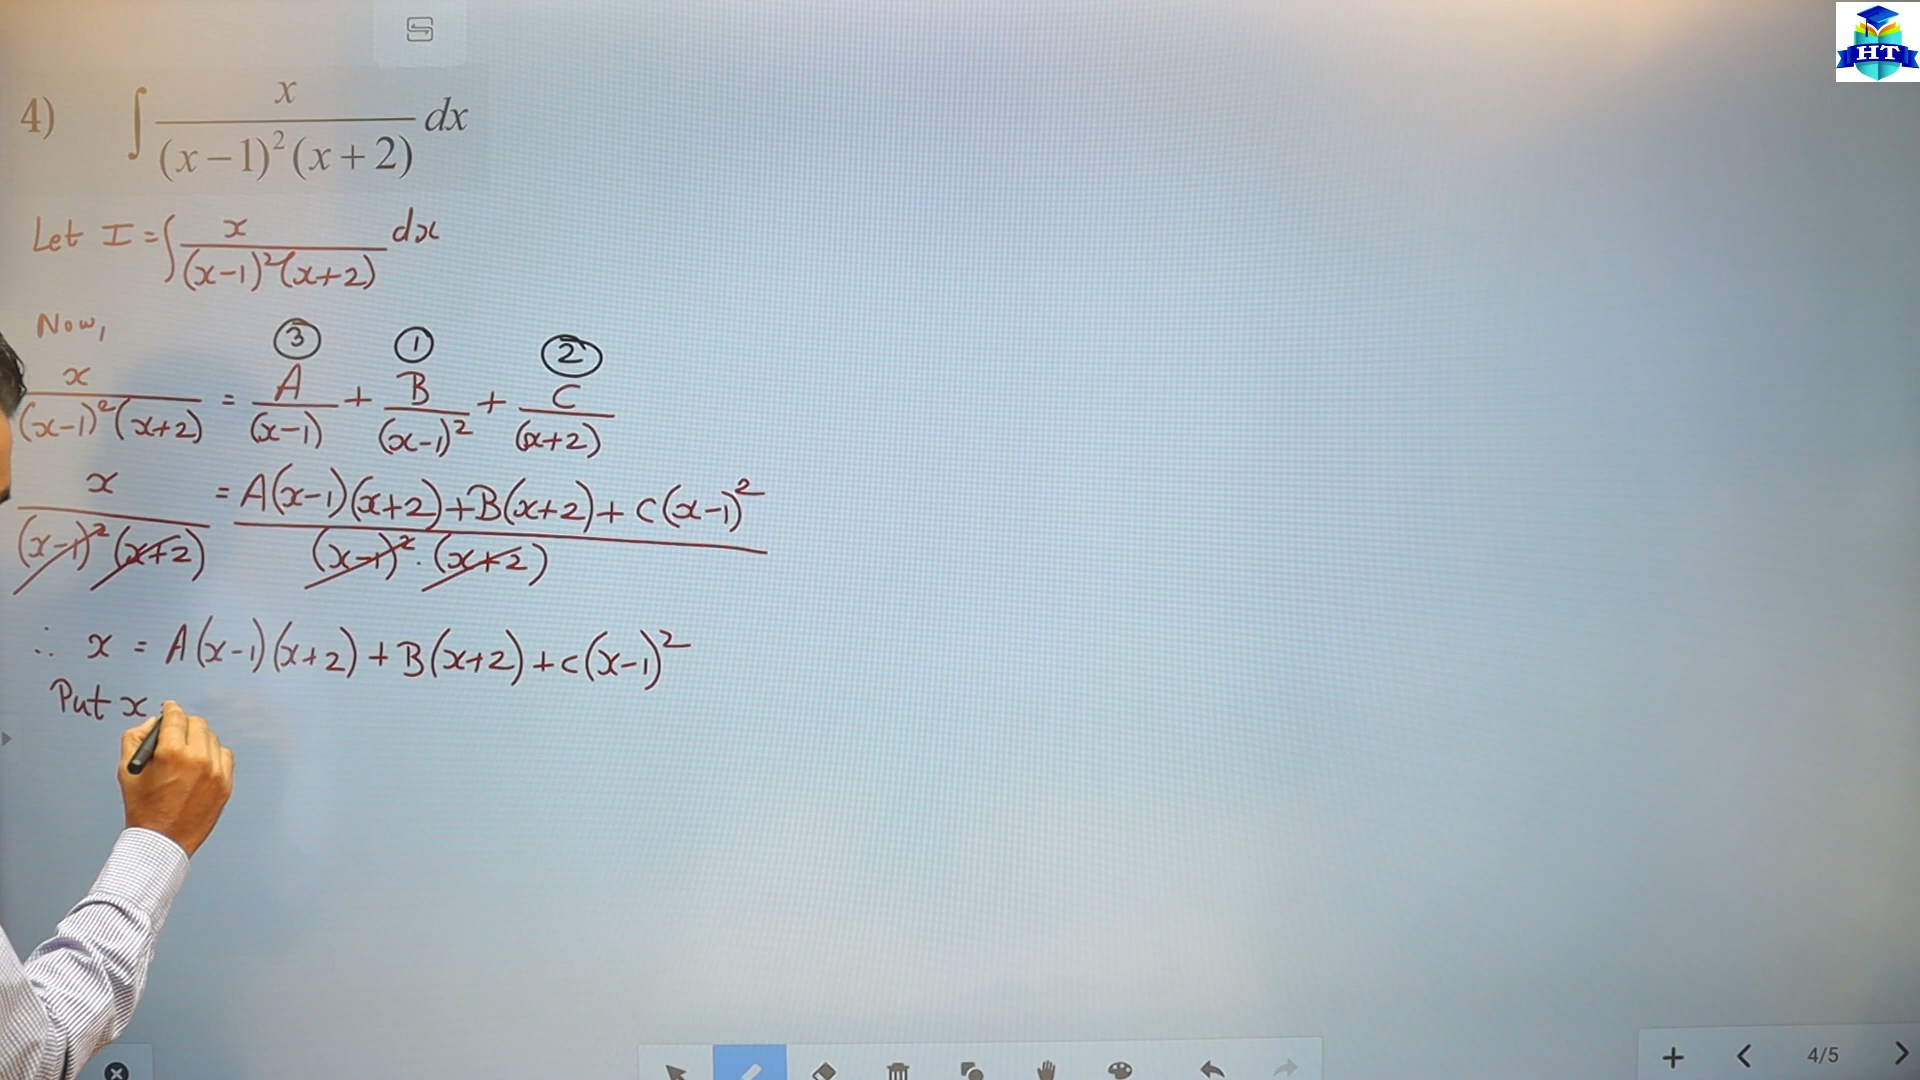 HT
4) ∫ x / (x−1)²(x+2) dx
Let I = ∫ x / (x-1)²(x+2) dx
Now,
③ ① ②
x / (x-1)²(x+2) = A / (x-1) + B / (x-1)² + C / (x+2)
x / (x-1)²(x+2) = A(x-1)(x+2)+B(x+2)+C(x-1)² / (x-1)².(x+2)
∴ x = A(x-1)(x+2)+B(x+2)+C(x-1)²
Put x
4/5